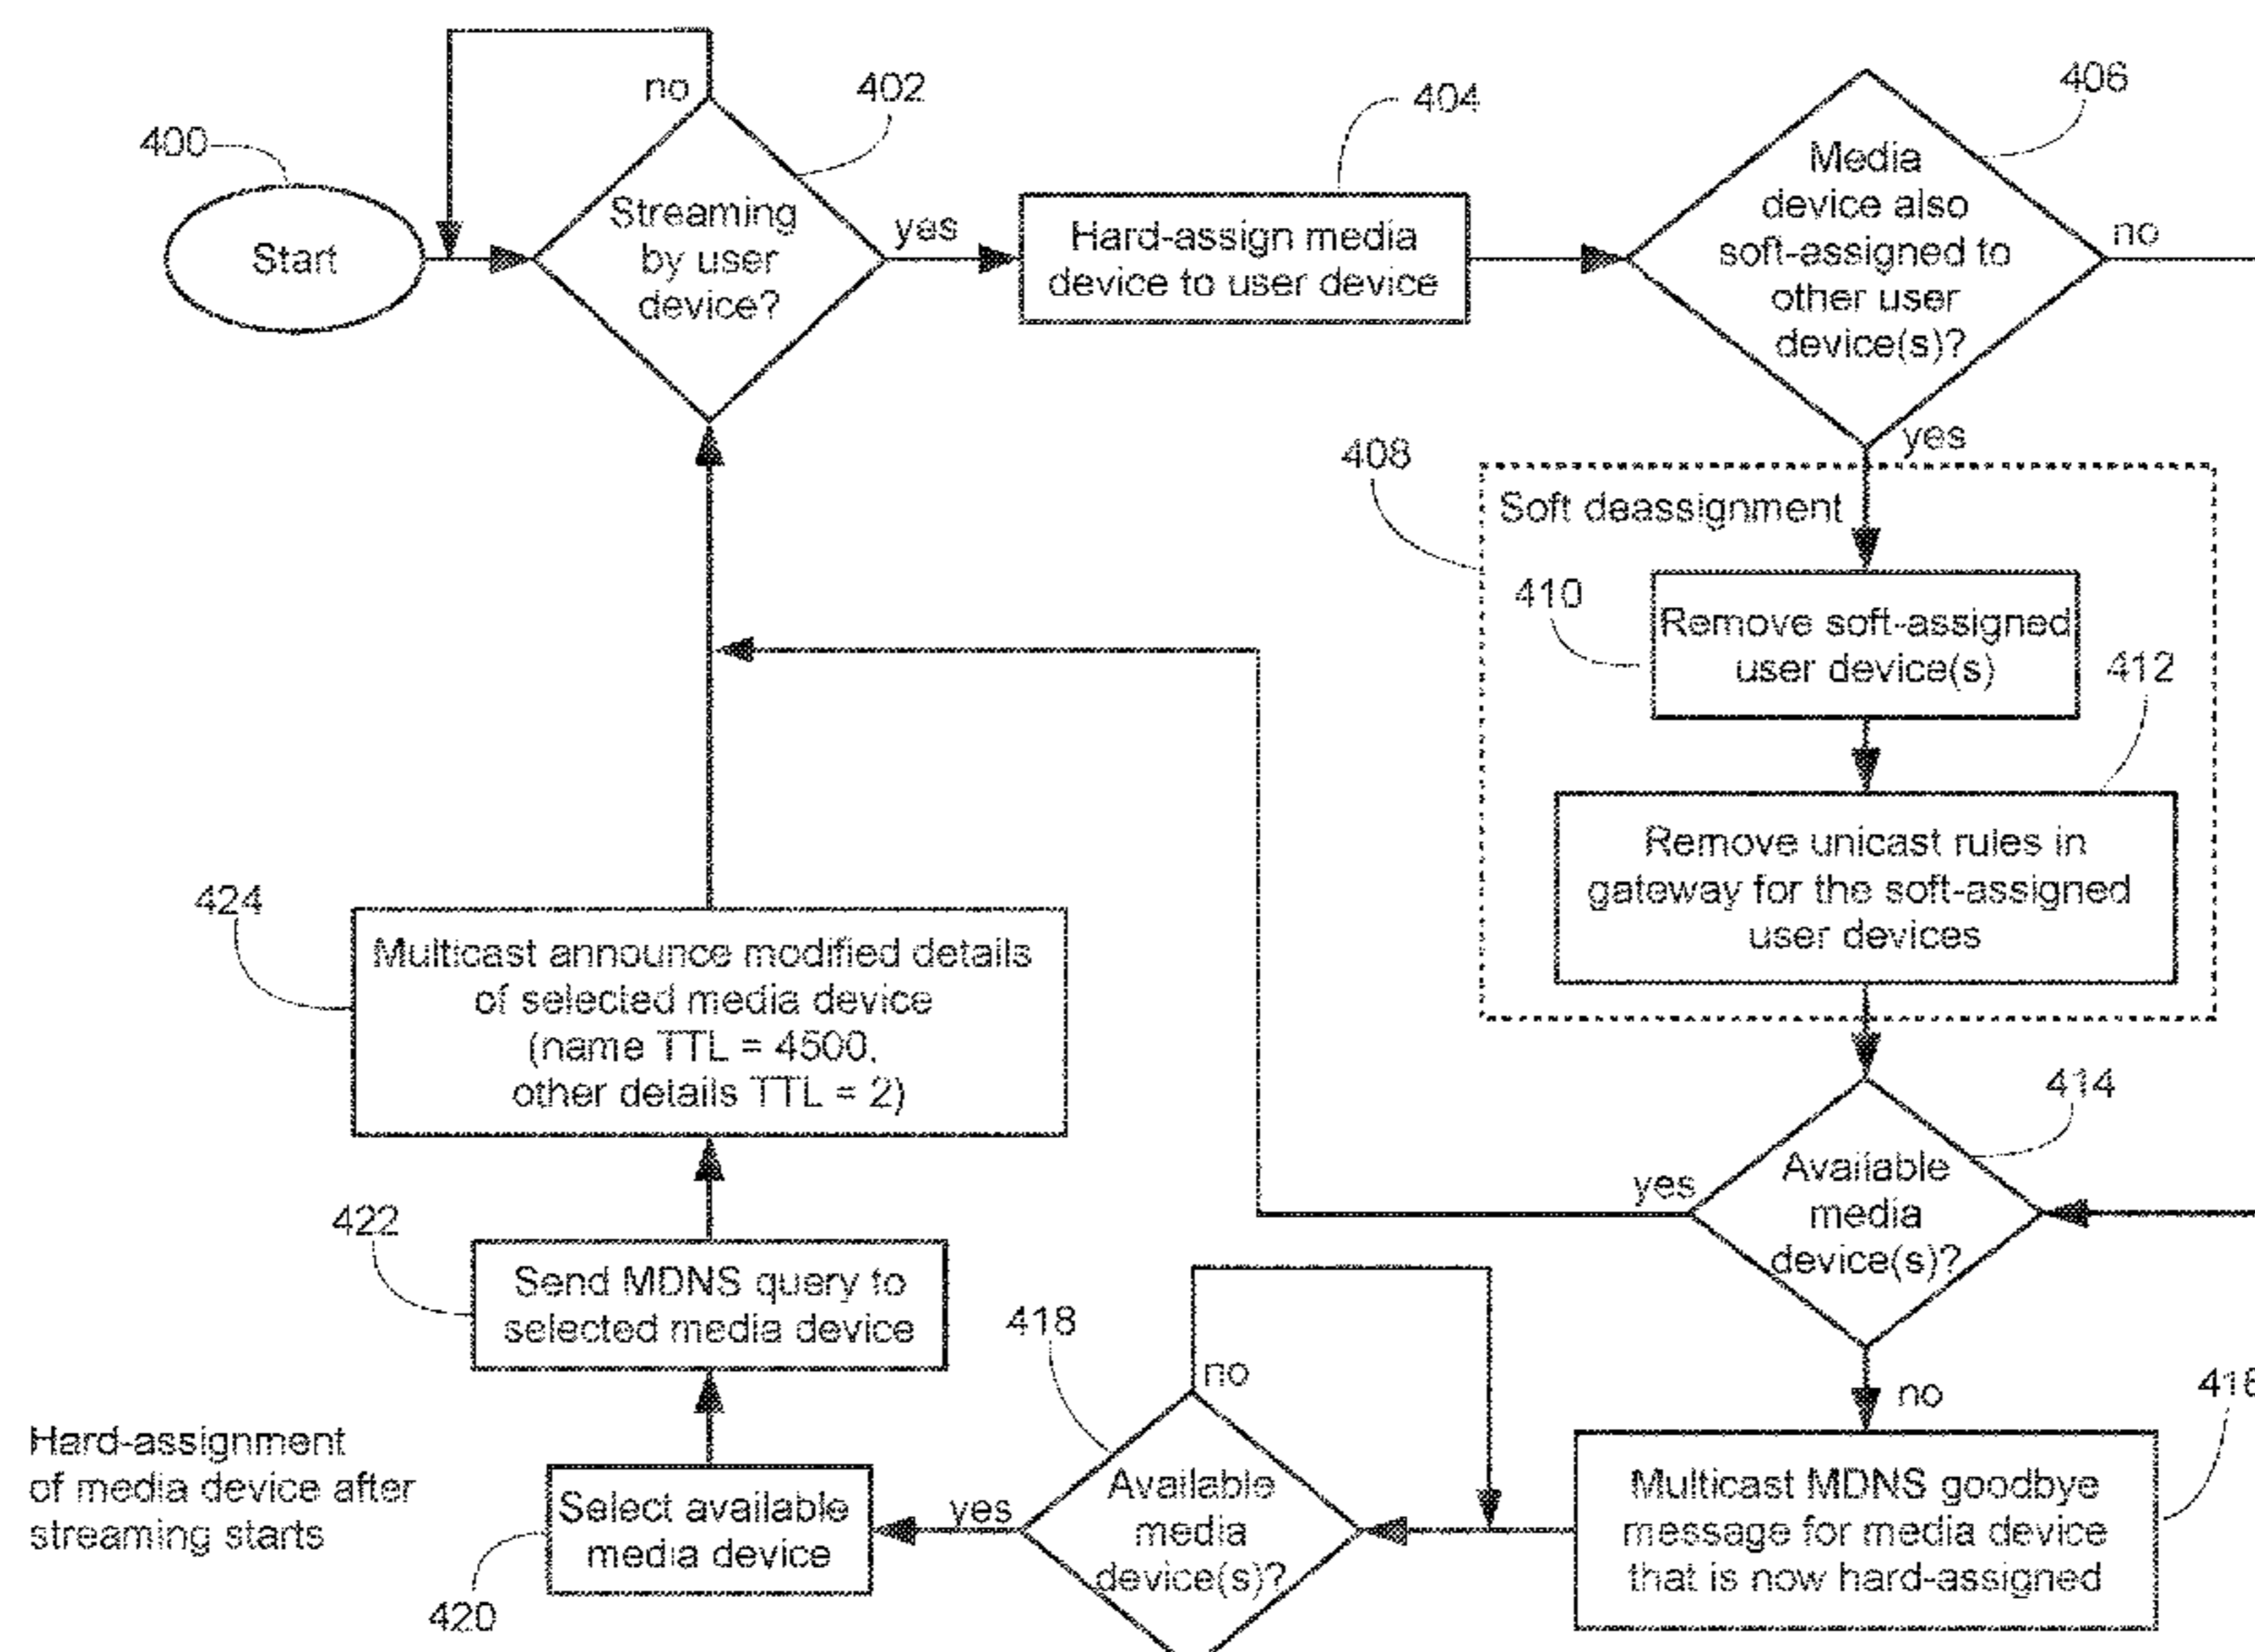 400
Start
no
402
Streaming
by user
device?
yes
404
Hard-assign media
device to user device
406
Media
device also
soft-assigned to
other user
device(s)?
no
yes
408
Soft deassignment
410
Remove soft-assigned
user device(s)
412
Remove unicast rules in
gateway for the soft-assigned
user devices
414
Available
media
device(s)?
yes
no
Multicast MDNS goodbye
message for media device
that is now hard-assigned
418
no
Available
media
device(s)?
yes
420
Select available
media device
422
Send MDNS query to
selected media device
424
Multicast announce modified details
of selected media device
(name TTL = 4500,
other details TTL = 2)
Hard-assignment
of media device after
streaming starts